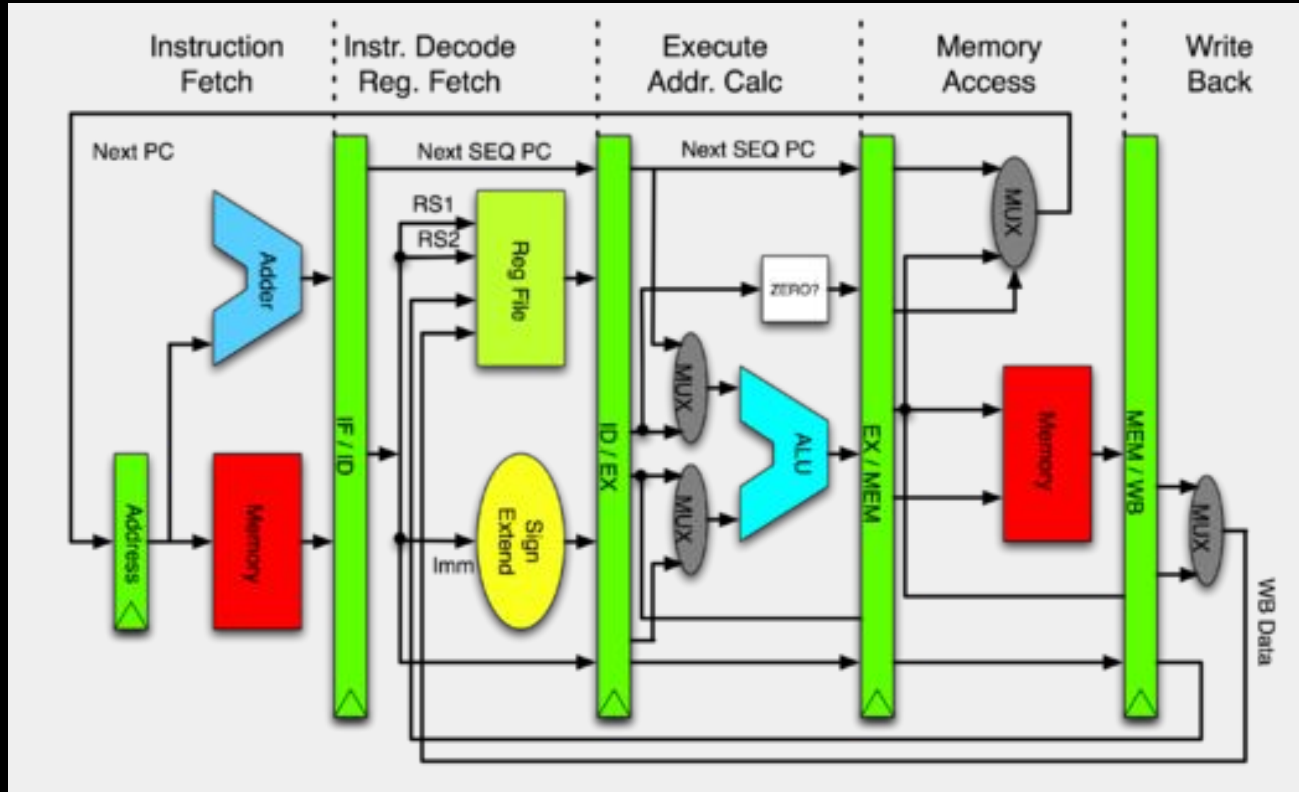 Instruction
Fetch
Instr. Decode
Reg. Fetch
Execute
Addr. Calc
Memory
Access
Write
Back
Next PC
Next SEQ PC
Next SEQ PC
RS1
RS2
Reg File
MUX
Adder
ZERO?
MUX
IF / ID
ID / EX
ALU
EX / MEM
Memory
MEM / WB
Address
Memory
Sign
Extend
Imm
MUX
MUX
WB Data